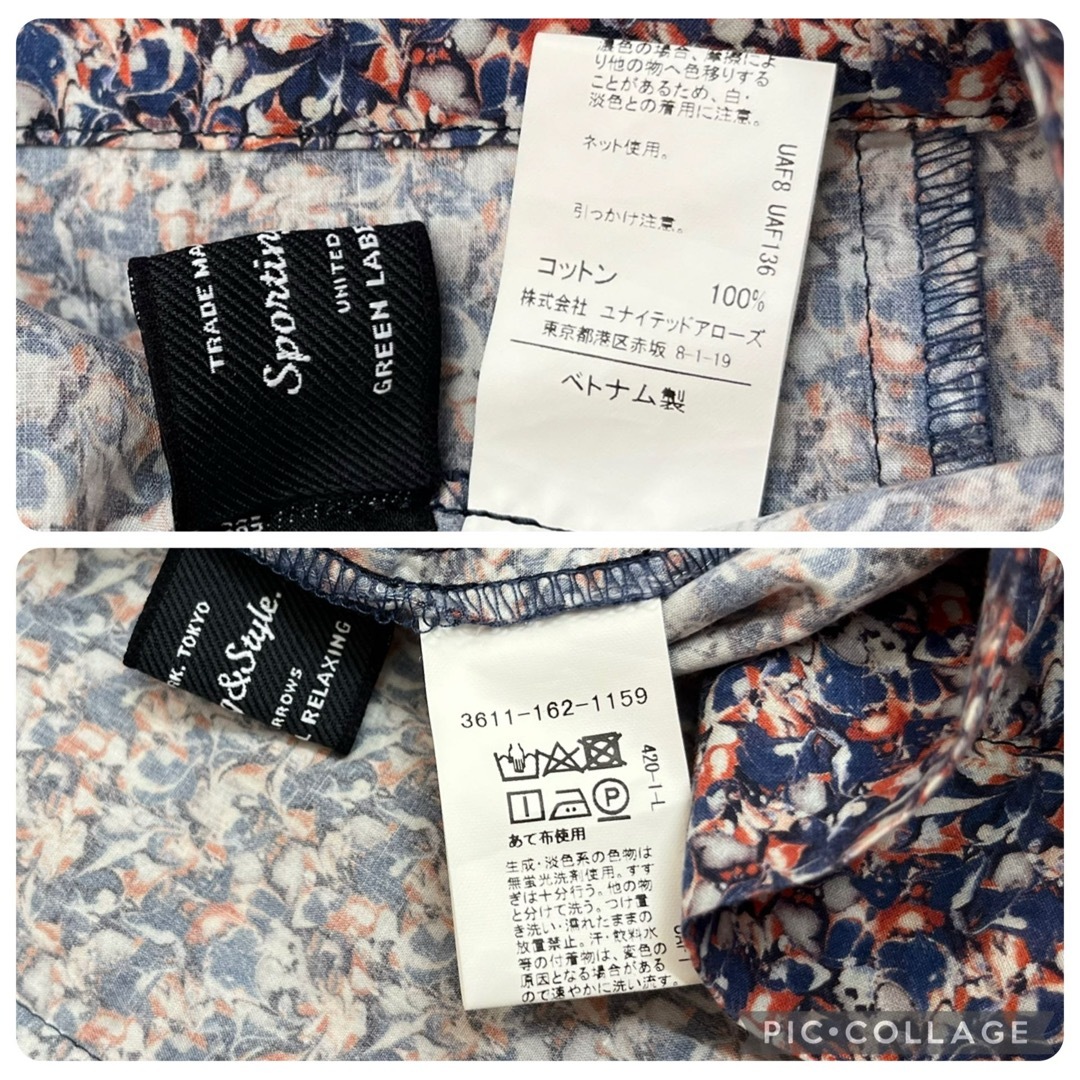 TRADE MA
Sportin
UNITED
GREEN LABE
濃色の場合、摩擦によ
り他の物へ色移りする
ことがあるため、白・
淡色との着用に注意。
ネット使用。
引っかけ注意。
コットン 100%
株式会社 ユナイテッドアローズ
東京都港区赤坂 8-1-19
ベトナム製
UAF8 UAF136
RK. TOKYO
g&Style.
RROWS
L RELAXING
3611-162-1159
あて布使用
生成・淡色系の色物は
無蛍光洗剤使用。すす
ぎは十分行う。他の物
と分けて洗う。つけ置
き洗い・濡れたままの
放置禁止。汗・飲料水
等の付着物は、変色の
原因となる場合がある
ので速やかに洗い流す。
420-1-L
PIC•COLLAGE